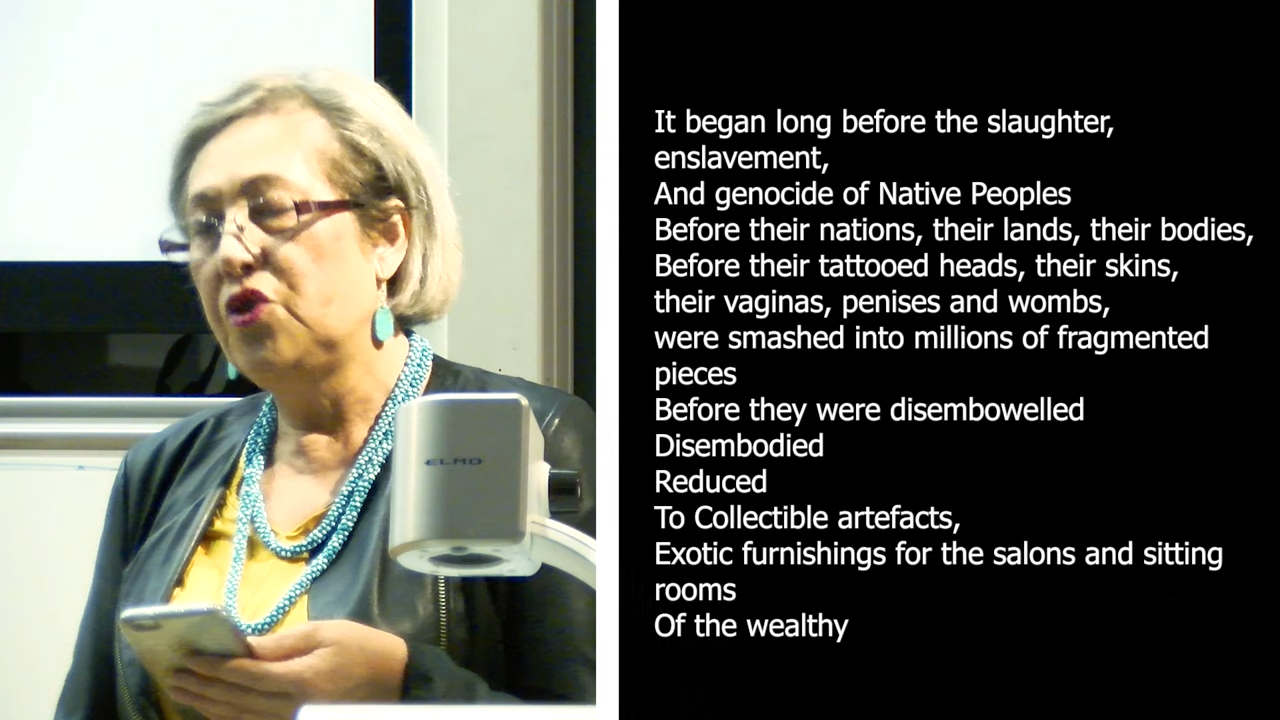 ELMO
It began long before the slaughter,
enslavement,
And genocide of Native Peoples
Before their nations, their lands, their bodies,
Before their tattooed heads, their skins,
their vaginas, penises and wombs,
were smashed into millions of fragmented
pieces
Before they were disembowelled
Disembodied
Reduced
To Collectible artefacts,
Exotic furnishings for the salons and sitting
rooms
Of the wealthy